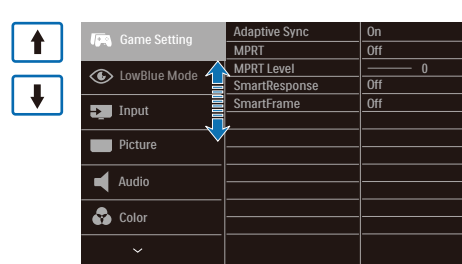 Game Setting
LowBlue Mode
Input
Picture
Audio
Color
Adaptive Sync On
MPRT Off
MPRT Level 0
SmartResponse Off
SmartFrame Off